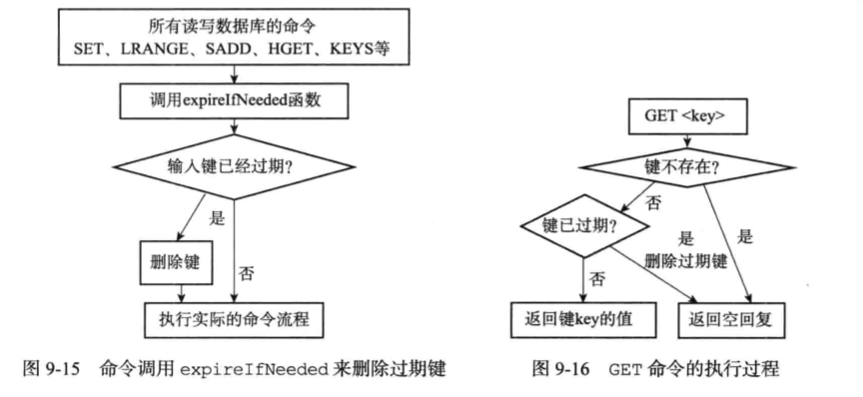 所有读写数据库的命令
SET、LRANGE、SADD、HGET、KEYS等
调用expireIfNeeded函数
输入键已经过期?
是
删除键
否
执行实际的命令流程
图 9-15 命令调用 expireIfNeeded 来删除过期键
GET <key>
键不存在?
否
键已过期?
是
删除过期键
是
否
返回键key的值
返回空回复
图 9-16 GET 命令的执行过程